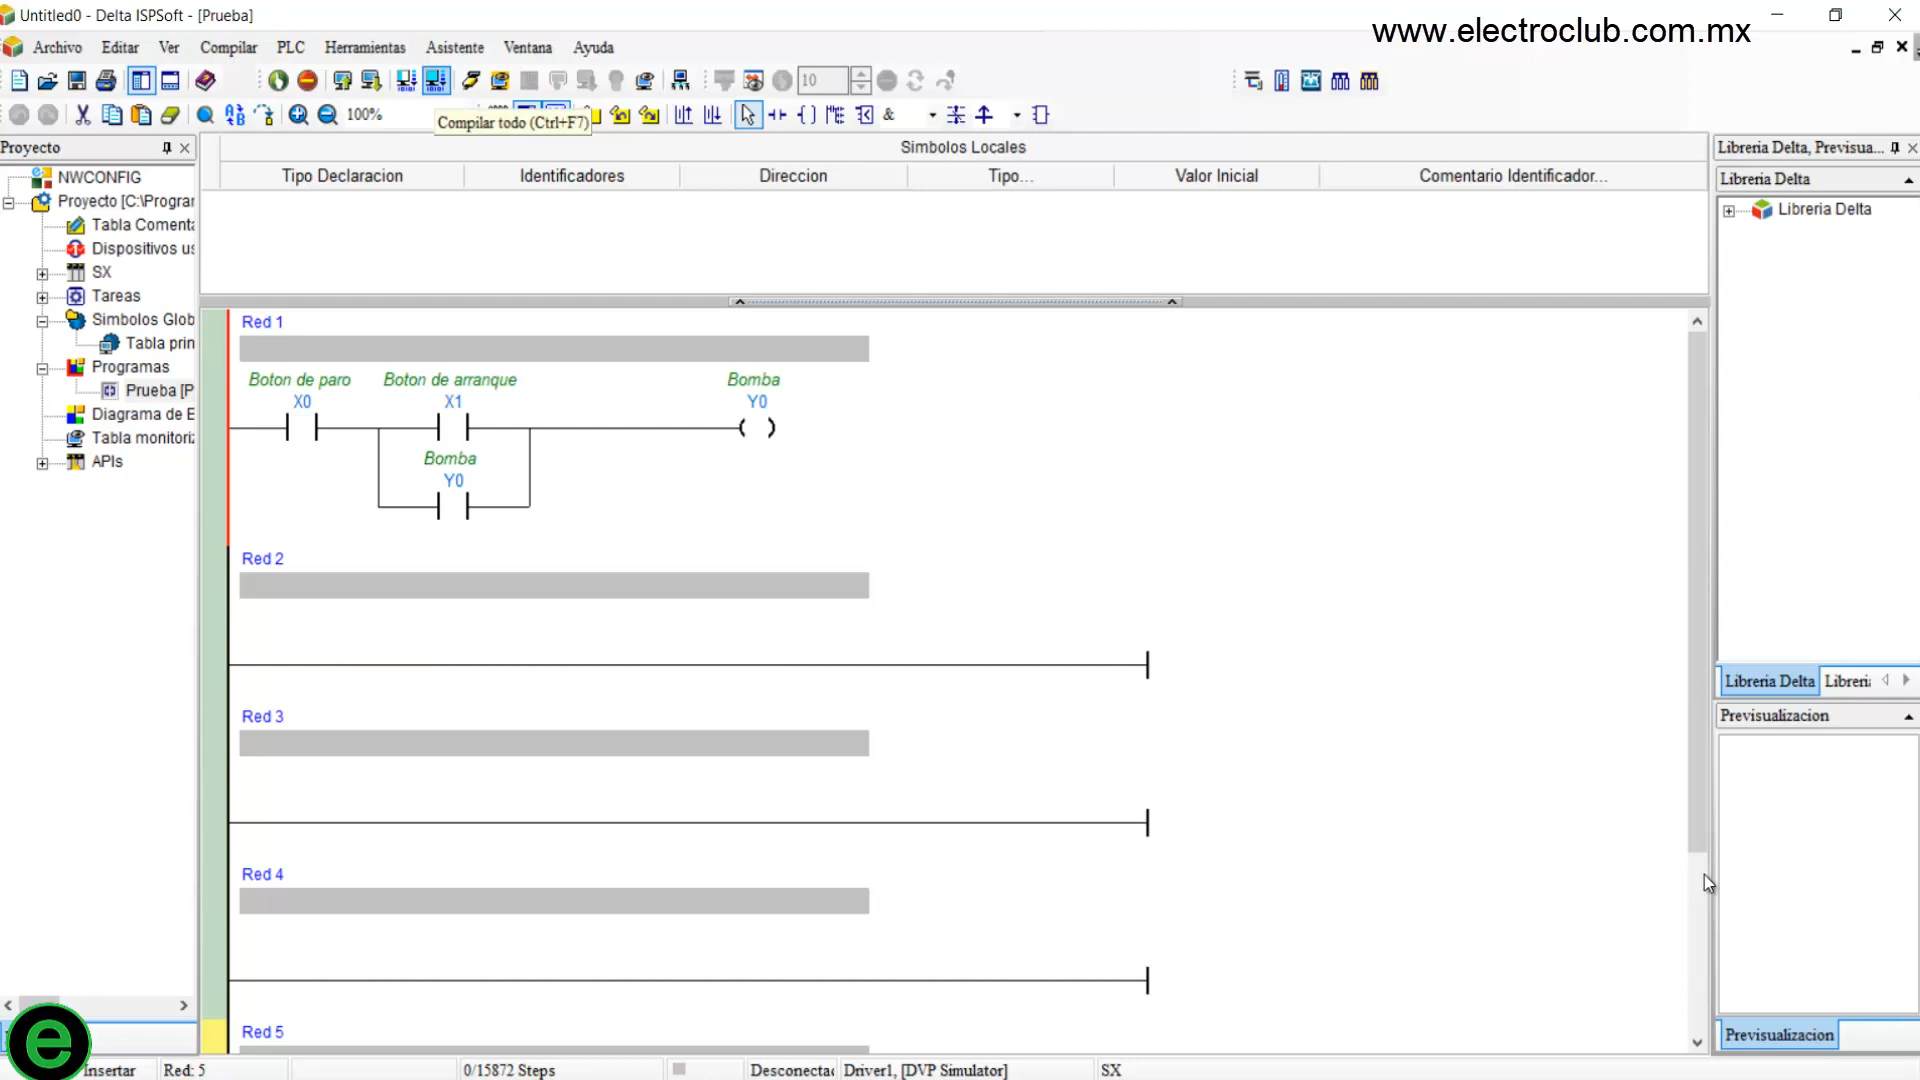 Untitled0 - Delta ISPSoft - [Prueba]
www.electroclub.com.mx
Archivo Editar Ver Compilar PLC Herramientas Asistente Ventana Ayuda
10
100%
&
Compilar todo (Ctrl+F7)
Proyecto
NWCONFIG
Proyecto [C:\Prograr
Tabla Coment
Dispositivos us
SX
Tareas
Simbolos Glob
Tabla prin
Programas
Prueba [P
Diagrama de E
Tabla monitori
APIs
Simbolos Locales
Tipo Declaracion Identificadores Direccion Tipo... Valor Inicial Comentario Identificador...
Red 1
Boton de paro Boton de arranque Bomba
X0 X1 Y0
Bomba
Y0
Red 2
Red 3
Red 4
Red 5
Libreria Delta, Previsua...
Libreria Delta
Libreria Delta
Libreria Delta Libreri
Previsualizacion
Previsualizacion
e
Insertar Red: 5 0/15872 Steps Desconecta Driver1, [DVP Simulator] SX